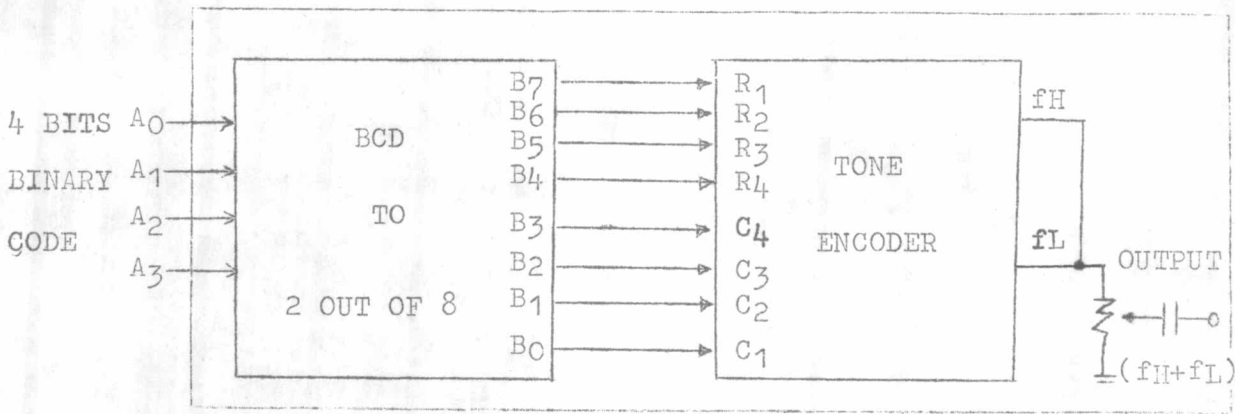 4 BITS
BINARY
CODE
A0
A1
A2
A3
BCD
TO
2 OUT OF 8
B7
B6
B5
B4
B3
B2
B1
B0
R1
R2
R3
R4
C4
C3
C2
C1
TONE
ENCODER
fH
fL
OUTPUT
(fH+fL)